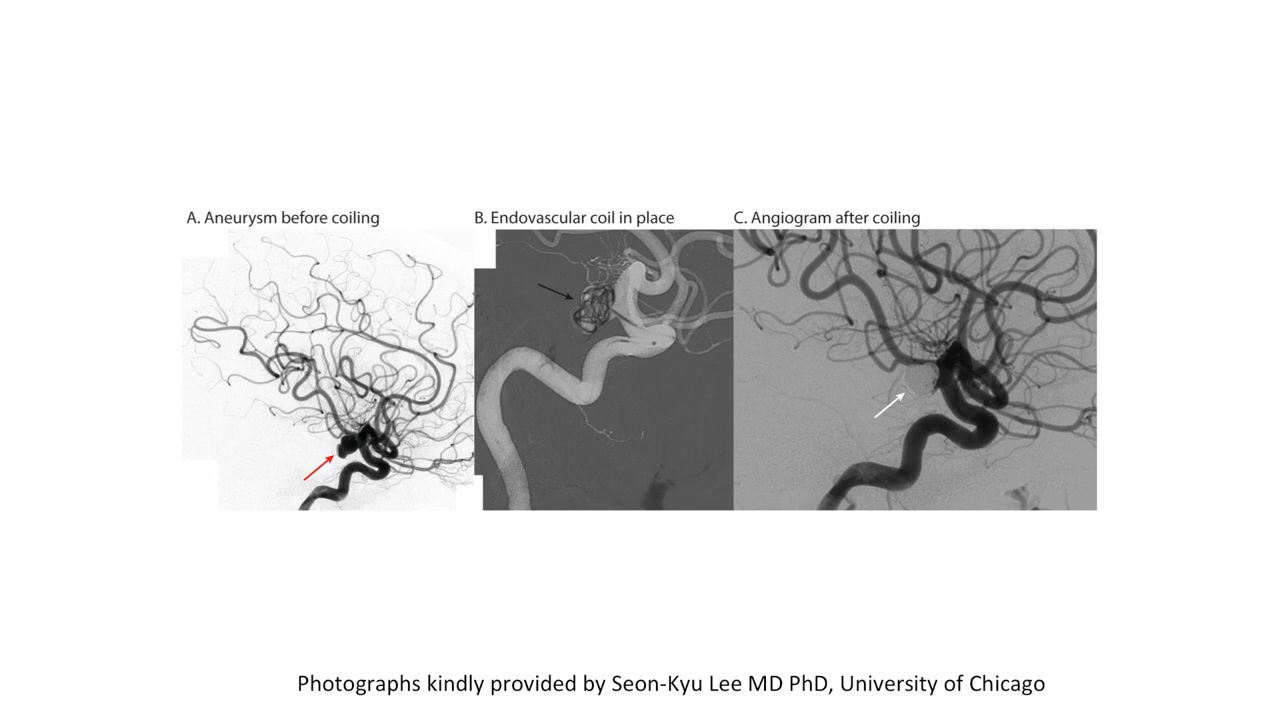 A. Aneurysm before coiling
B. Endovascular coil in place
C. Angiogram after coiling
Photographs kindly provided by Seon-Kyu Lee MD PhD, University of Chicago